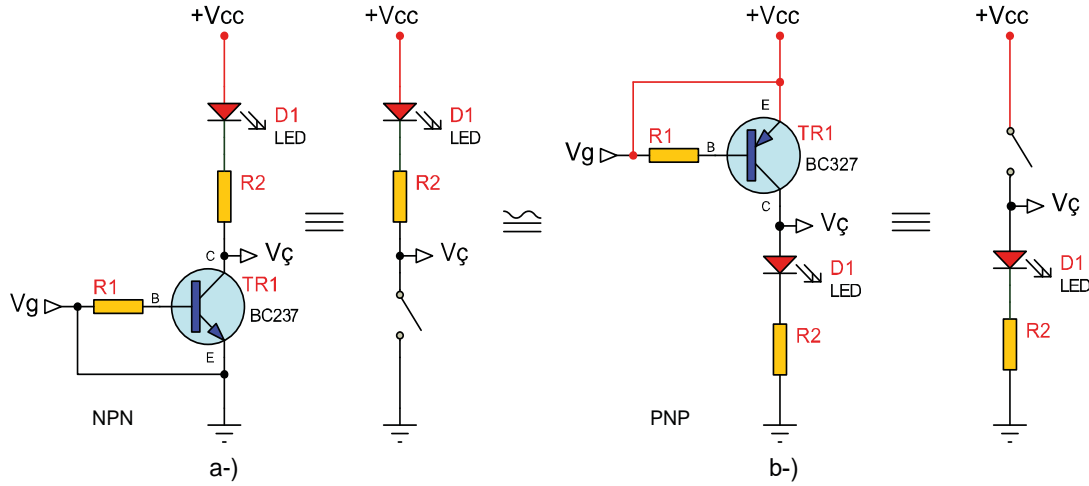 +Vcc
D1
LED
R2
C
Vç
TR1
R1
B
Vg
BC237
E
NPN
a-)
+Vcc
D1
LED
R2
Vç
+Vcc
E
TR1
R1
B
Vg
BC327
C
Vç
D1
LED
R2
PNP
b-)
+Vcc
Vç
D1
LED
R2